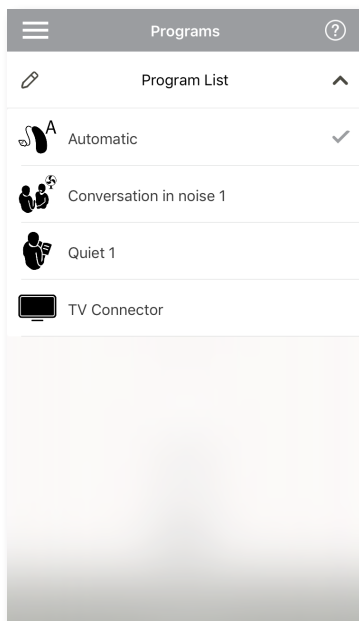 Programs
?
Program List
A
Automatic
Conversation in noise 1
Quiet 1
TV Connector